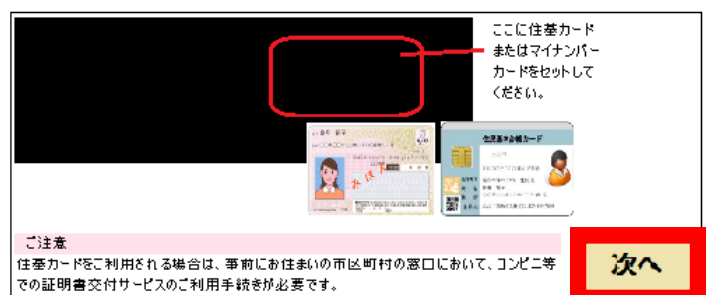 ここに住基カード
またはマイナンバー
カードをセットして
ください。
みほん
住民基本台帳カード
ご注意
住基カードをご利用される場合は、事前にお住まいの市区町村の窓口において、コンビニ等
での証明書交付サービスのご利用手続きが必要です。
次へ